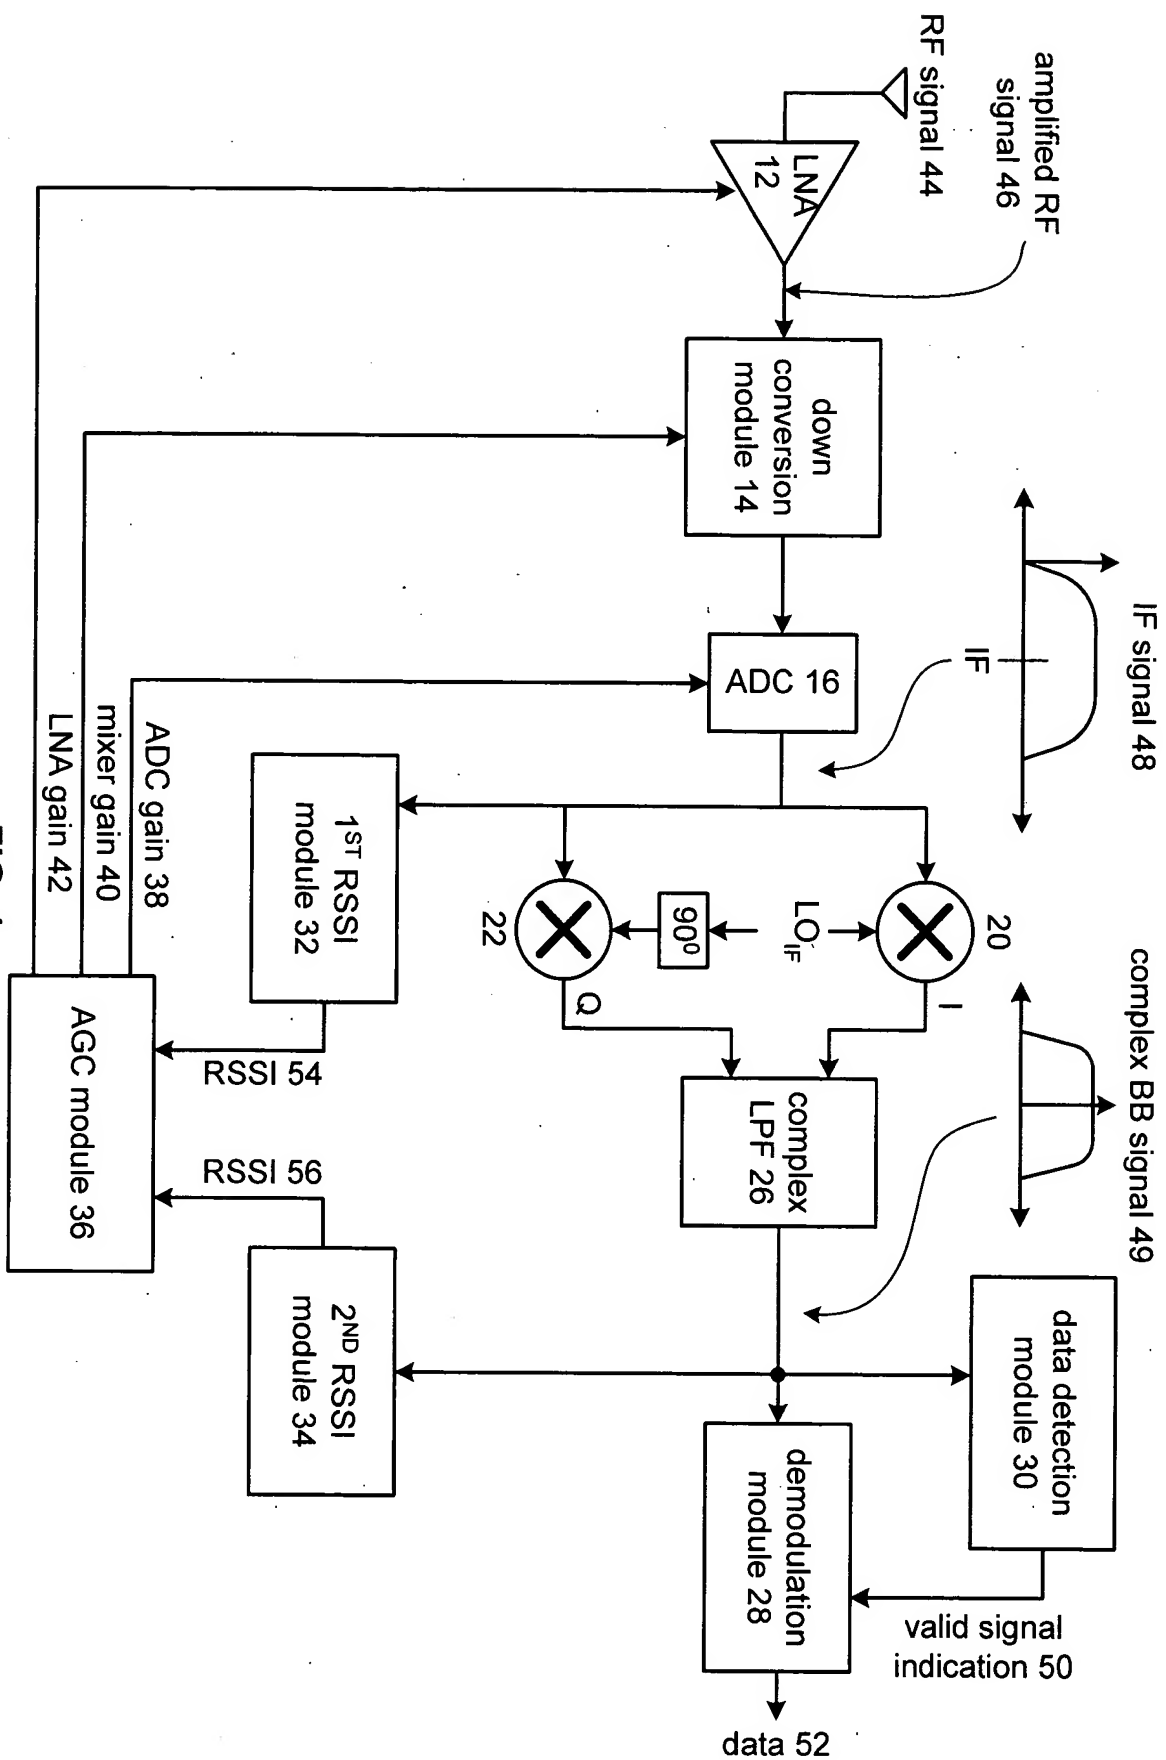 RF signal 44
amplified RF
signal 46
LNA
12
down
conversion
module 14
IF signal 48
IF
ADC 16
1ST RSSI
module 32
20
LOIF
90⁰
22
I
Q
complex BB signal 49
complex
LPF 26
data detection
module 30
valid signal
indication 50
demodulation
module 28
data 52
2ND RSSI
module 34
RSSI 54
RSSI 56
AGC module 36
ADC gain 38
mixer gain 40
LNA gain 42